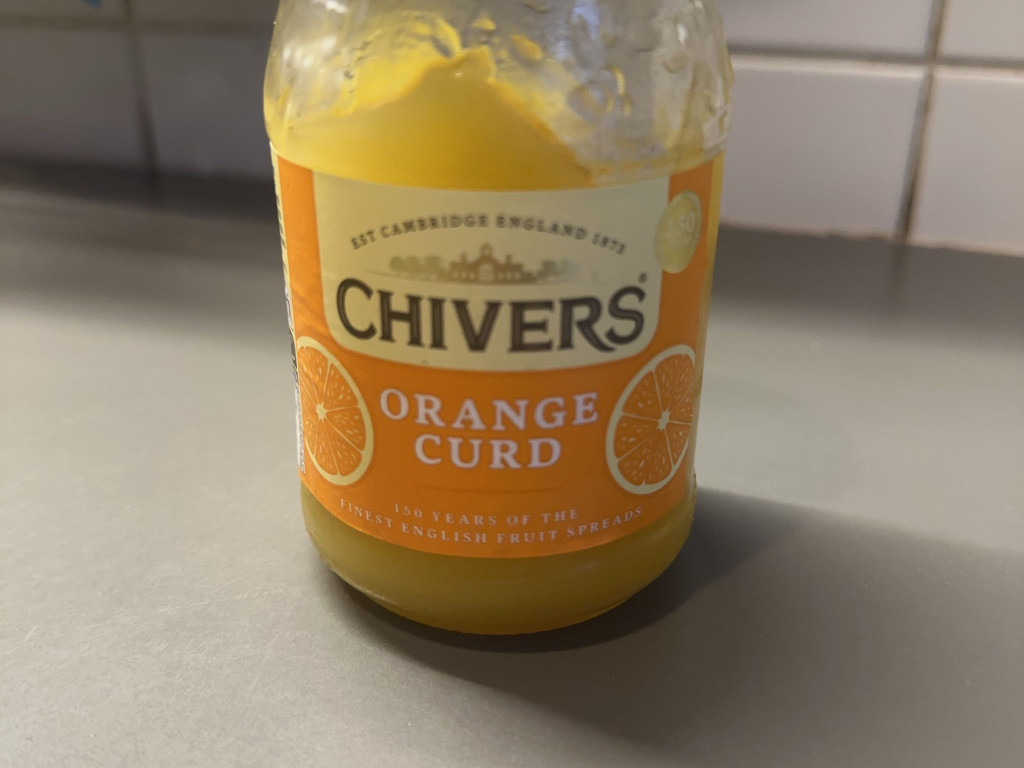 EST CAMBRIDGE ENGLAND 1873
CHIVERS®
ORANGE
CURD
150 YEARS OF THE
FINEST ENGLISH FRUIT SPREADS